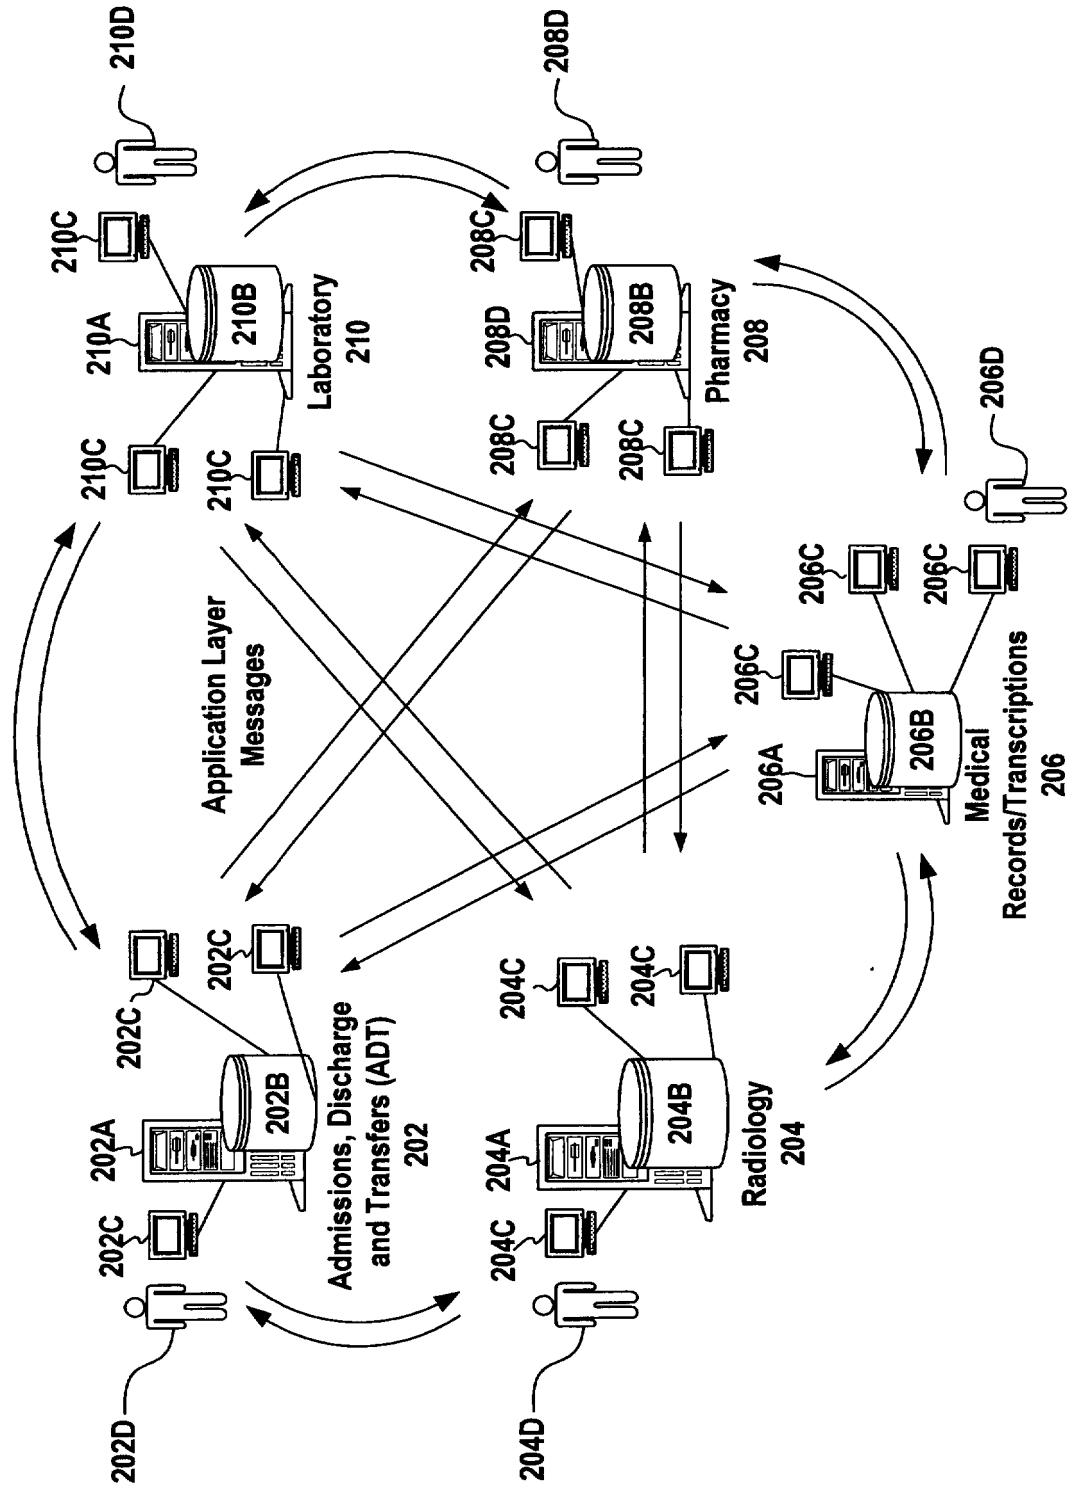 202D
202C
202A
202C
202C
202B
Admissions, Discharge
and Transfers (ADT)
202
Application Layer
Messages
210C
210C
210A
210C
210D
210B
Laboratory
210
204D
204C
204A
204C
204C
204B
Radiology
204
208C
208C
208D
208C
208D
208B
Pharmacy
208
206A
206C
206C
206C
206D
206B
Medical
Records/Transcriptions
206